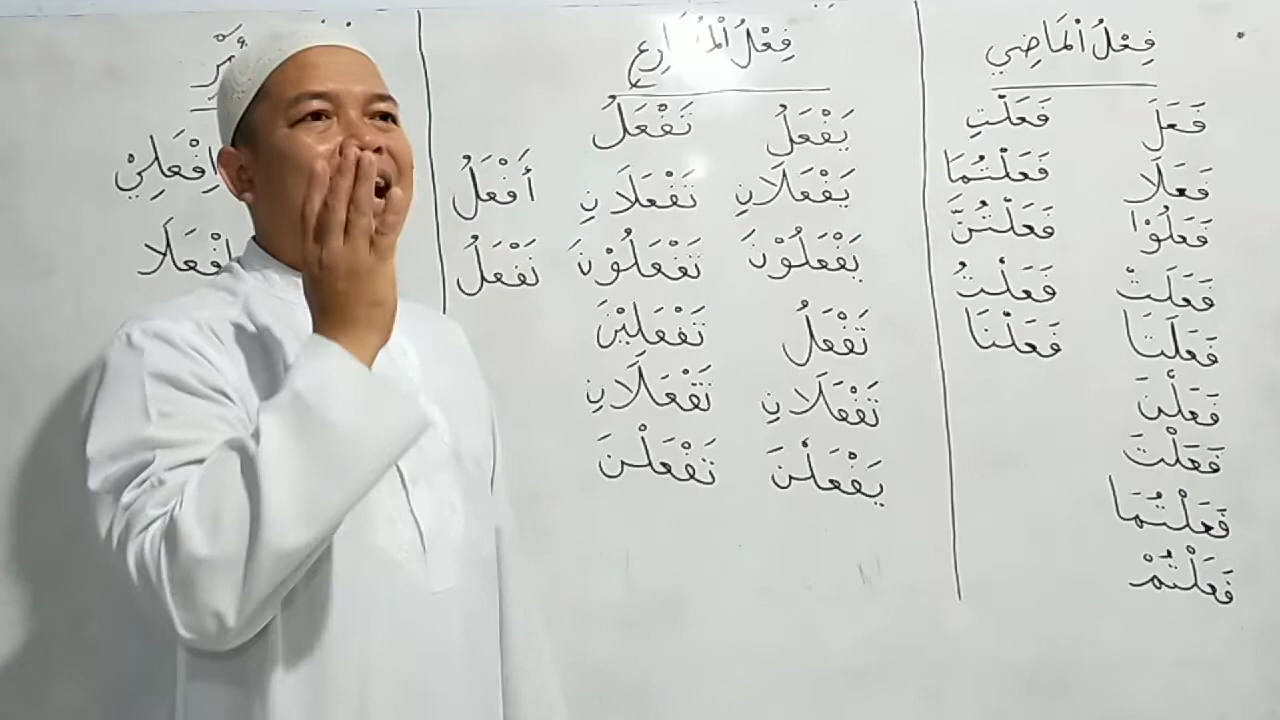 فِعْلُ الْمَاضِي
فَعَلَ
فَعَلَا
فَعَلُوْا
فَعَلَتْ
فَعَلَتَا
فَعَلْنَ
فَعَلْتَ
فَعَلْتُمَا
فَعَلْتُمْ
فَعَلْتِ
فَعَلْتُمَا
فَعَلْتُنَّ
فَعَلْتُ
فَعَلْنَا
فِعْلُ
يَفْعَلُ
يَفْعَلَانِ
يَفْعَلُوْنَ
تَفْعَلُ
تَفْعَلَانِ
يَفْعَلْنَ
تَفْعَلُ
تَفْعَلَانِ
تَفْعَلُوْنَ
تَفْعَلِيْنَ
تَفْعَلَانِ
تَفْعَلْنَ
أَفْعَلُ
نَفْعَلُ
اِفْعَلِيْ